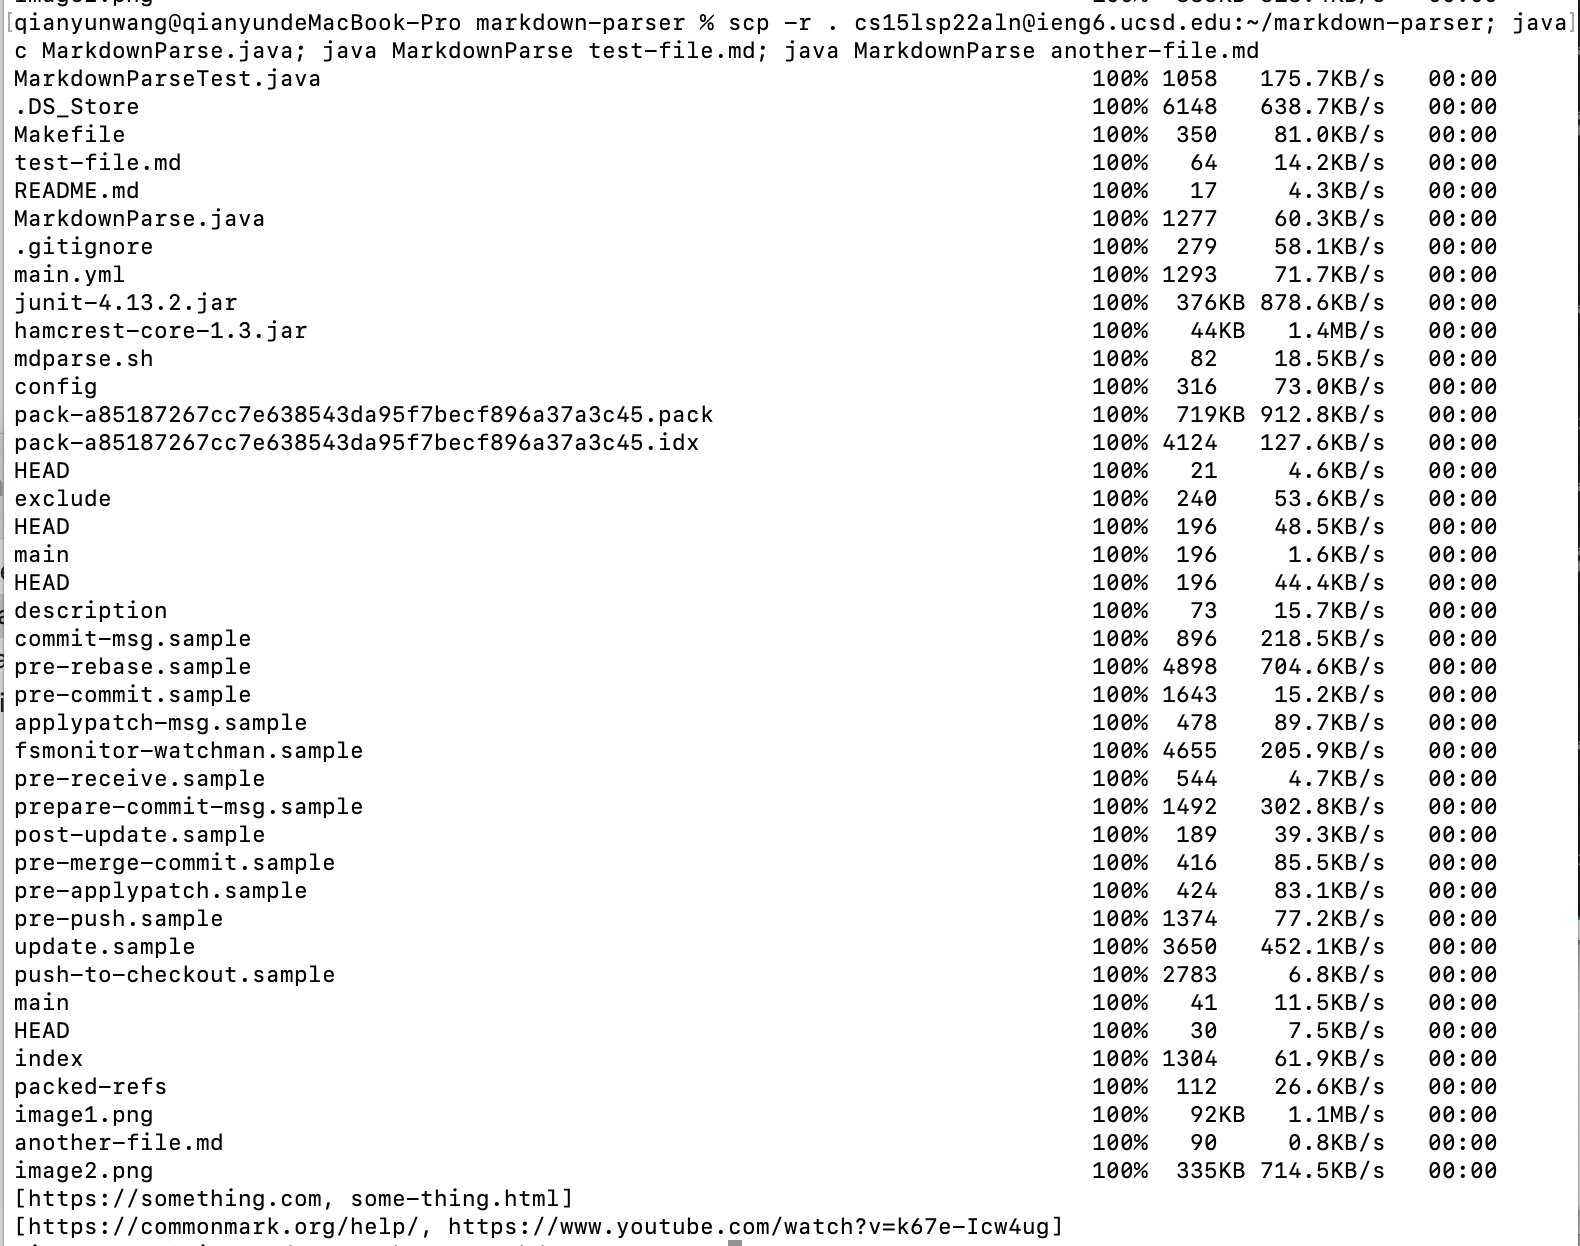 qianyunwang@qianyundeMacBook-Pro markdown-parser % scp -r . cs15lsp22aln@ieng6.ucsd.edu:~/markdown-parser; java
c MarkdownParse.java; java MarkdownParse test-file.md; java MarkdownParse another-file.md
MarkdownParseTest.java 100% 1058 175.7KB/s 00:00
.DS_Store 100% 6148 638.7KB/s 00:00
Makefile 100% 350 81.0KB/s 00:00
test-file.md 100% 64 14.2KB/s 00:00
README.md 100% 17 4.3KB/s 00:00
MarkdownParse.java 100% 1277 60.3KB/s 00:00
.gitignore 100% 279 58.1KB/s 00:00
main.yml 100% 1293 71.7KB/s 00:00
junit-4.13.2.jar 100% 376KB 878.6KB/s 00:00
hamcrest-core-1.3.jar 100% 44KB 1.4MB/s 00:00
mdparse.sh 100% 82 18.5KB/s 00:00
config 100% 316 73.0KB/s 00:00
pack-a85187267cc7e638543da95f7becf896a37a3c45.pack 100% 719KB 912.8KB/s 00:00
pack-a85187267cc7e638543da95f7becf896a37a3c45.idx 100% 4124 127.6KB/s 00:00
HEAD 100% 21 4.6KB/s 00:00
exclude 100% 240 53.6KB/s 00:00
HEAD 100% 196 48.5KB/s 00:00
main 100% 196 1.6KB/s 00:00
HEAD 100% 196 44.4KB/s 00:00
description 100% 73 15.7KB/s 00:00
commit-msg.sample 100% 896 218.5KB/s 00:00
pre-rebase.sample 100% 4898 704.6KB/s 00:00
pre-commit.sample 100% 1643 15.2KB/s 00:00
applypatch-msg.sample 100% 478 89.7KB/s 00:00
fsmonitor-watchman.sample 100% 4655 205.9KB/s 00:00
pre-receive.sample 100% 544 4.7KB/s 00:00
prepare-commit-msg.sample 100% 1492 302.8KB/s 00:00
post-update.sample 100% 189 39.3KB/s 00:00
pre-merge-commit.sample 100% 416 85.5KB/s 00:00
pre-applypatch.sample 100% 424 83.1KB/s 00:00
pre-push.sample 100% 1374 77.2KB/s 00:00
update.sample 100% 3650 452.1KB/s 00:00
push-to-checkout.sample 100% 2783 6.8KB/s 00:00
main 100% 41 11.5KB/s 00:00
HEAD 100% 30 7.5KB/s 00:00
index 100% 1304 61.9KB/s 00:00
packed-refs 100% 112 26.6KB/s 00:00
image1.png 100% 92KB 1.1MB/s 00:00
another-file.md 100% 90 0.8KB/s 00:00
image2.png 100% 335KB 714.5KB/s 00:00
[https://something.com, some-thing.html]
[https://commonmark.org/help/, https://www.youtube.com/watch?v=k67e-Icw4ug]